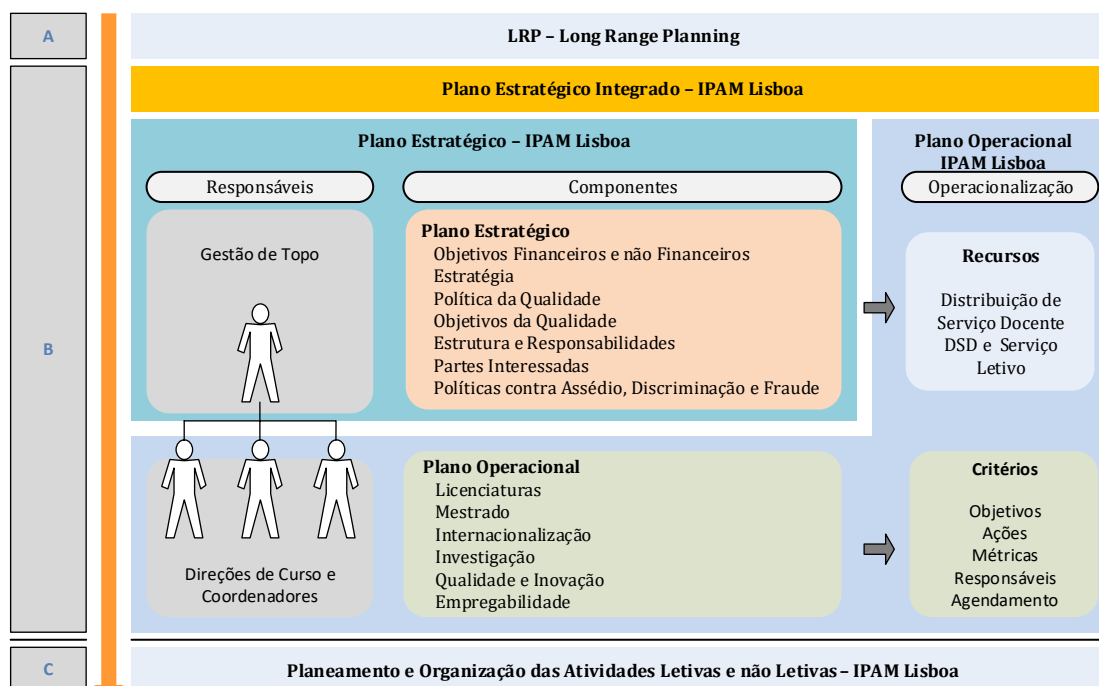 A
LRP – Long Range Planning
B
Plano Estratégico Integrado – IPAM Lisboa
Plano Estratégico – IPAM Lisboa
Responsáveis
Componentes
Gestão de Topo
Plano Estratégico
Objetivos Financeiros e não Financeiros
Estratégia
Política da Qualidade
Objetivos da Qualidade
Estrutura e Responsabilidades
Partes Interessadas
Políticas contra Assédio, Discriminação e Fraude
Plano Operacional
IPAM Lisboa
Operacionalização
Recursos
Distribuição de
Serviço Docente
DSD e Serviço
Letivo
Direções de Curso e
Coordenadores
Plano Operacional
Licenciaturas
Mestrado
Internacionalização
Investigação
Qualidade e Inovação
Empregabilidade
Critérios
Objetivos
Ações
Métricas
Responsáveis
Agendamento
C
Planeamento e Organização das Atividades Letivas e não Letivas – IPAM Lisboa